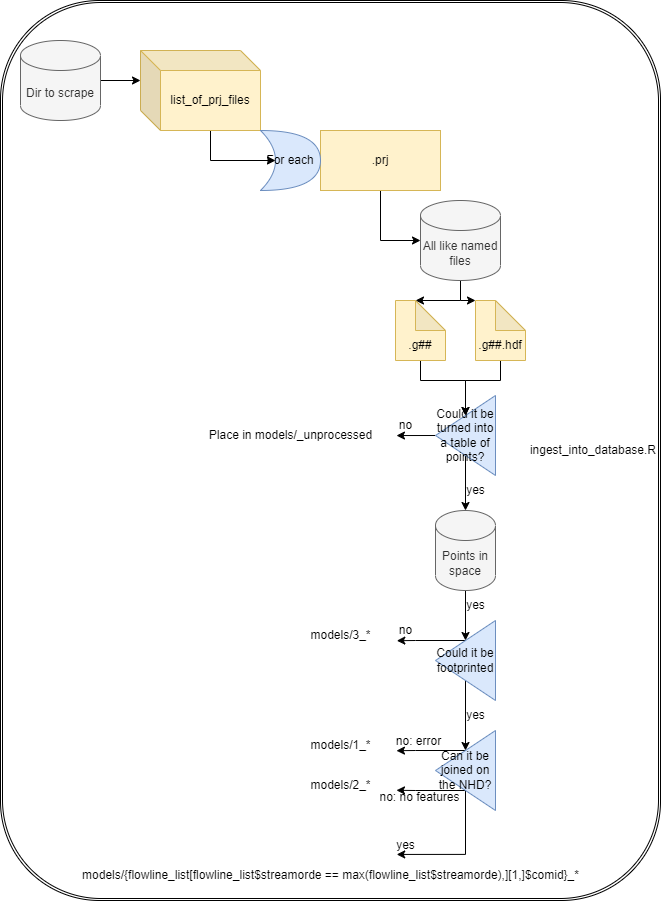 Dir to scrape
list_of_prj_files
For each
.prj
All like named
files
.g##
.g##.hdf
Could it be
turned into
a table of
points?
no
Place in models/_unprocessed
ingest_into_database.R
yes
Points in
space
yes
no
models/3_*
Could it be
footprinted
yes
no: error
models/1_*
Can it be
joined on
the NHD?
models/2_*
no: no features
yes
models/{flowline_list[flowline_list$streamorde == max(flowline_list$streamorde),][1,]$comid}_*